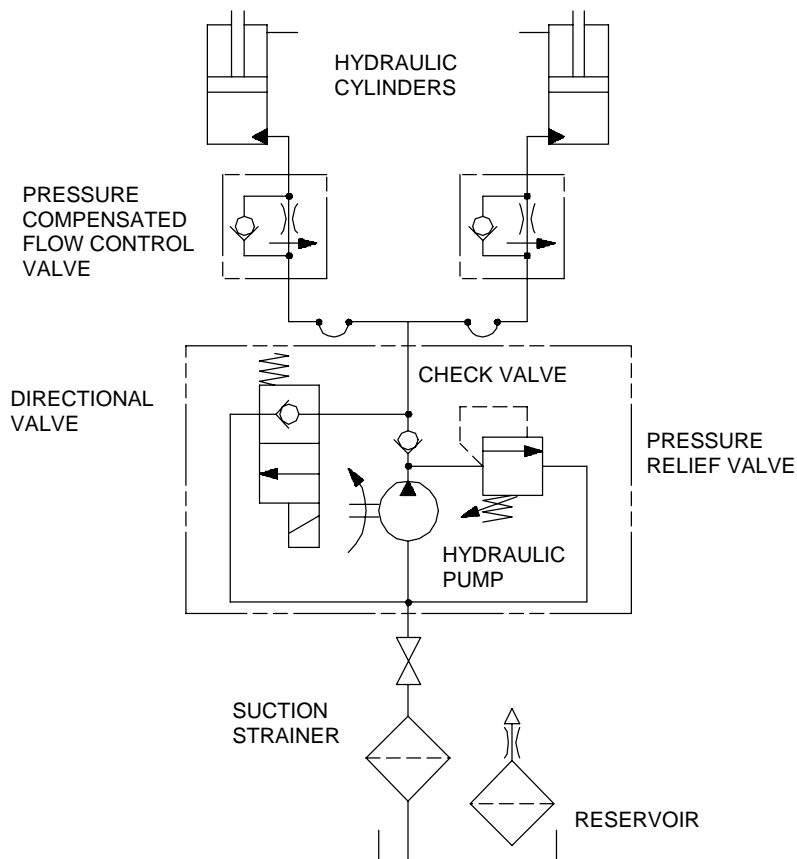 HYDRAULIC
CYLINDERS
PRESSURE
COMPENSATED
FLOW CONTROL
VALVE
CHECK VALVE
DIRECTIONAL
VALVE
PRESSURE
RELIEF VALVE
HYDRAULIC
PUMP
SUCTION
STRAINER
RESERVOIR